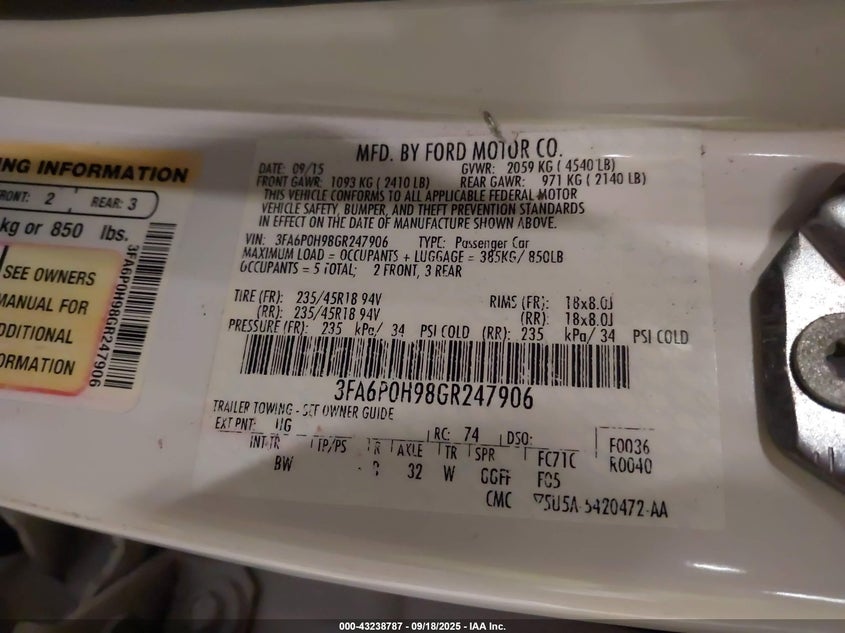 NG INFORMATION
FRONT: 2 REAR: 3
kg or 850 lbs.
SEE OWNERS
MANUAL FOR
DDITIONAL
ORMATION
3FA6P0H98GR247906
MFD. BY FORD MOTOR CO.
DATE: 09/15 GVWR: 2059 KG ( 4540 LB)
FRONT GAWR: 1093 KG ( 2410 LB) REAR GAWR: 971 KG ( 2140 LB)
THIS VEHICLE CONFORMS TO ALL APPLICABLE FEDERAL MOTOR
VEHICLE SAFETY, BUMPER, AND THEFT PREVENTION STANDARDS
IN EFFECT ON THE DATE OF MANUFACTURE SHOWN ABOVE.
VIN: 3FA6P0H98GR247906 TYPE: Passenger Car
MAXIMUM LOAD = OCCUPANTS + LUGGAGE = 385KG/ 850LB
OCCUPANTS = 5 TOTAL; 2 FRONT, 3 REAR
TIRE (FR): 235/45R18 94V RIMS (FR): 18x8.0J
(RR): 235/45R18 94V (RR): 18x8.0J
PRESSURE (FR): 235 kPa/ 34 PSI COLD (RR): 235 kPa/ 34 PSI COLD
3FA6P0H98GR247906
TRAILER TOWING - SEE OWNER GUIDE
EXT PNT: UG RC: 74 DSO: F0036
INT TR TP/PS R AXLE TR SPR FC71C R0040
BW 32 W GGFF F05
CMC 5U5A-5420472-AA
000-43238787 - 09/18/2025 - IAA Inc.